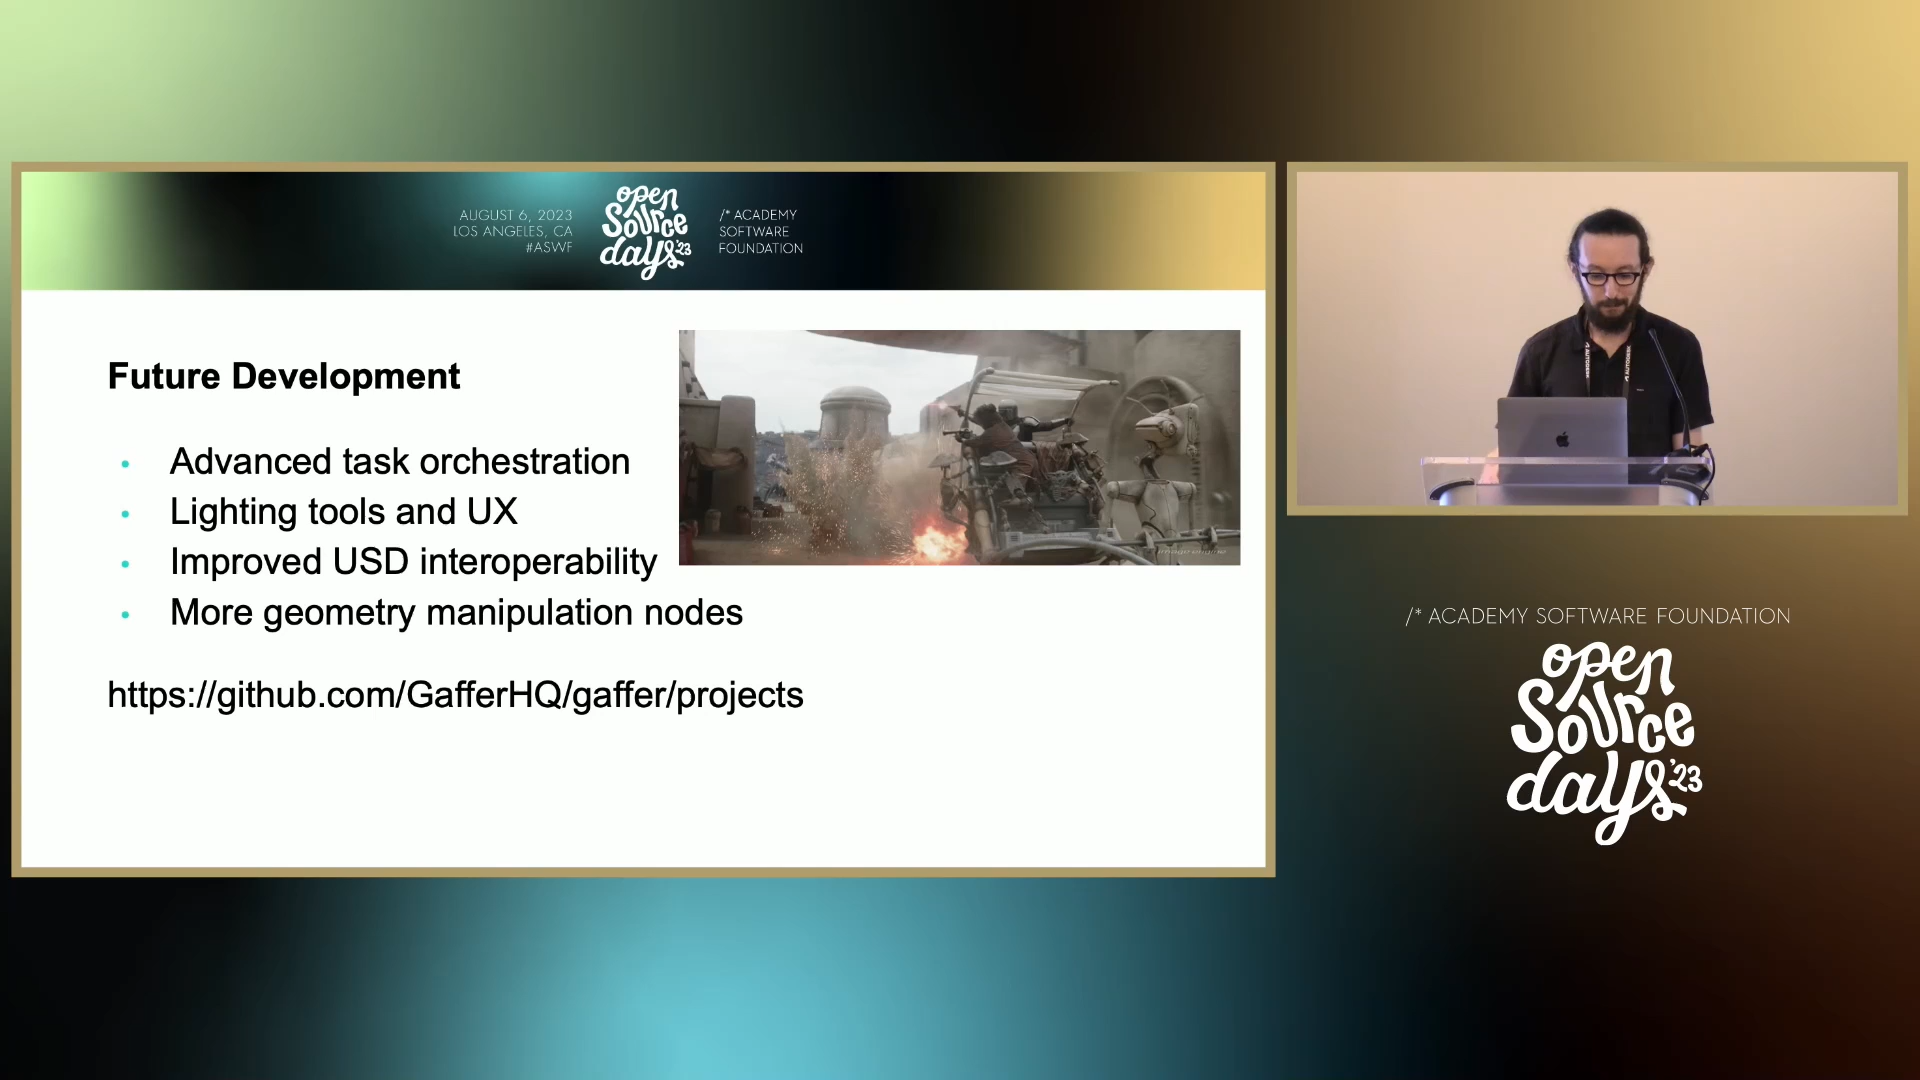 AUGUST 6, 2023
LOS ANGELES, CA
#ASWF
open
Source
days '23
/* ACADEMY
SOFTWARE
FOUNDATION
Future Development
• Advanced task orchestration
• Lighting tools and UX
• Improved USD interoperability
• More geometry manipulation nodes
https://github.com/GafferHQ/gaffer/projects
AUTODESK
/* ACADEMY SOFTWARE FOUNDATION
open
Source
days '23